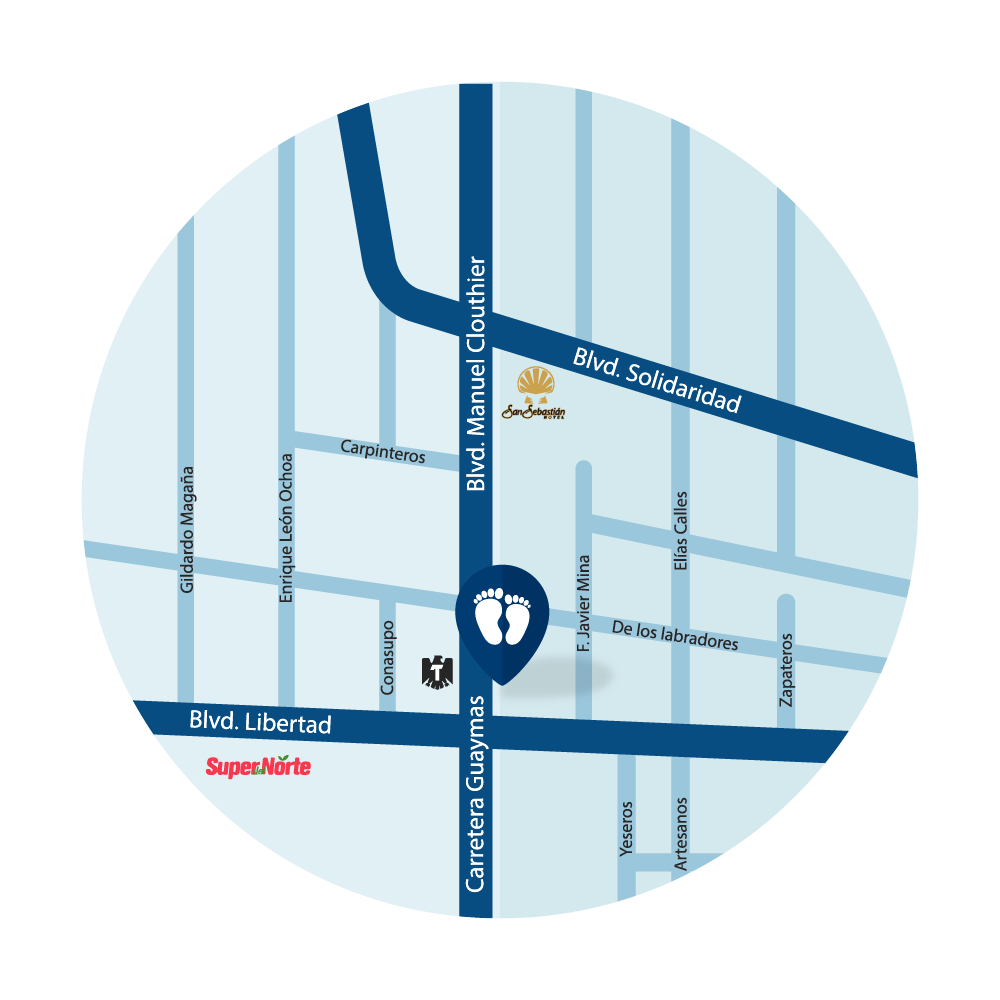 Blvd. Manuel Clouthier
Blvd. Solidaridad
San Sebastián
HOTEL
Carpinteros
Gildardo Magaña
Enrique León Ochoa
Elías Calles
F. Javier Mina
De los labradores
Conasupo
Zapateros
T
Blvd. Libertad
Carretera Guaymas
Super del Norte
Yeseros
Artesanos